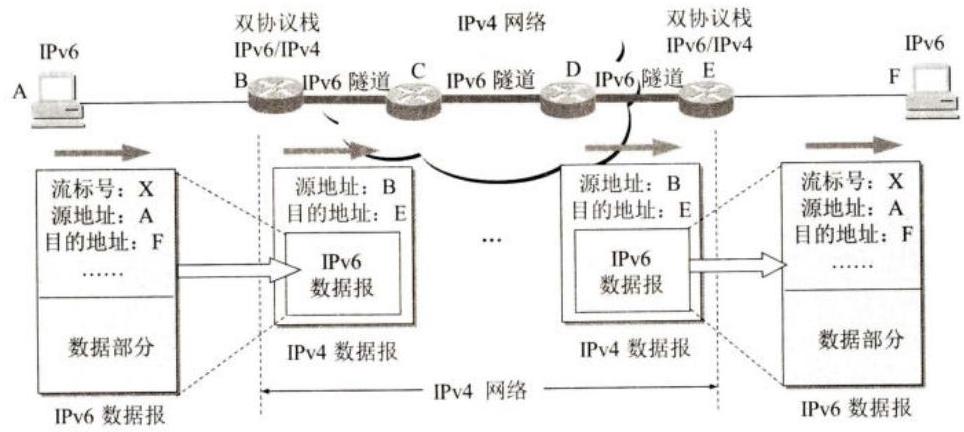 IPv6
A
双协议栈
IPv6/IPv4
B
IPv6 隧道
C
IPv4 网络
IPv6 隧道
D
IPv6 隧道
双协议栈
IPv6/IPv4
E
IPv6
F
流标号：X
源地址：A
目的地址：F
……
数据部分
IPv6 数据报
源地址：B
目的地址：E
IPv6
数据报
IPv4 数据报
…
源地址：B
目的地址：E
IPv6
数据报
IPv4 数据报
IPv4 网络
流标号：X
源地址：A
目的地址：F
……
数据部分
IPv6 数据报